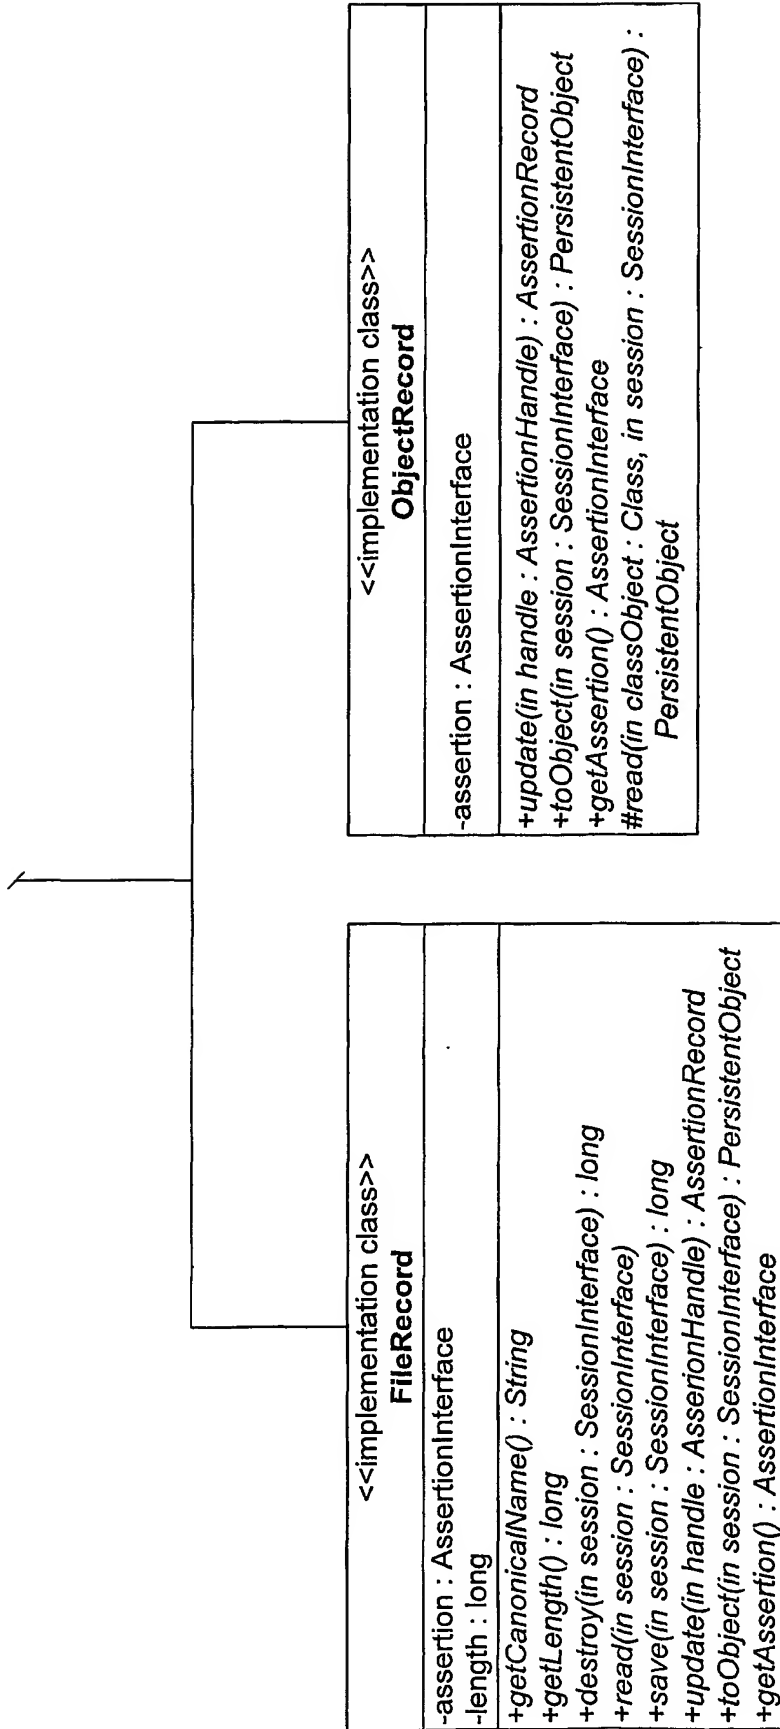 <<implementation class>>
FileRecord
-assertion : AssertionInterface
-length : long
+getCanonicalName() : String
+getLength() : long
+destroy(in session : SessionInterface) : long
+read(in session : SessionInterface)
+save(in session : SessionInterface) : long
+update(in handle : AsserionHandle) : AssertionRecord
+toObject(in session : SessionInterface) : PersistentObject
+getAssertion() : AssertionInterface
<<implementation class>>
ObjectRecord
-assertion : AssertionInterface
+update(in handle : AssertionHandle) : AssertionRecord
+toObject(in session : SessionInterface) : PersistentObject
+getAssertion() : AssertionInterface
#read(in classObject : Class, in session : SessionInterface) :
PersistentObject